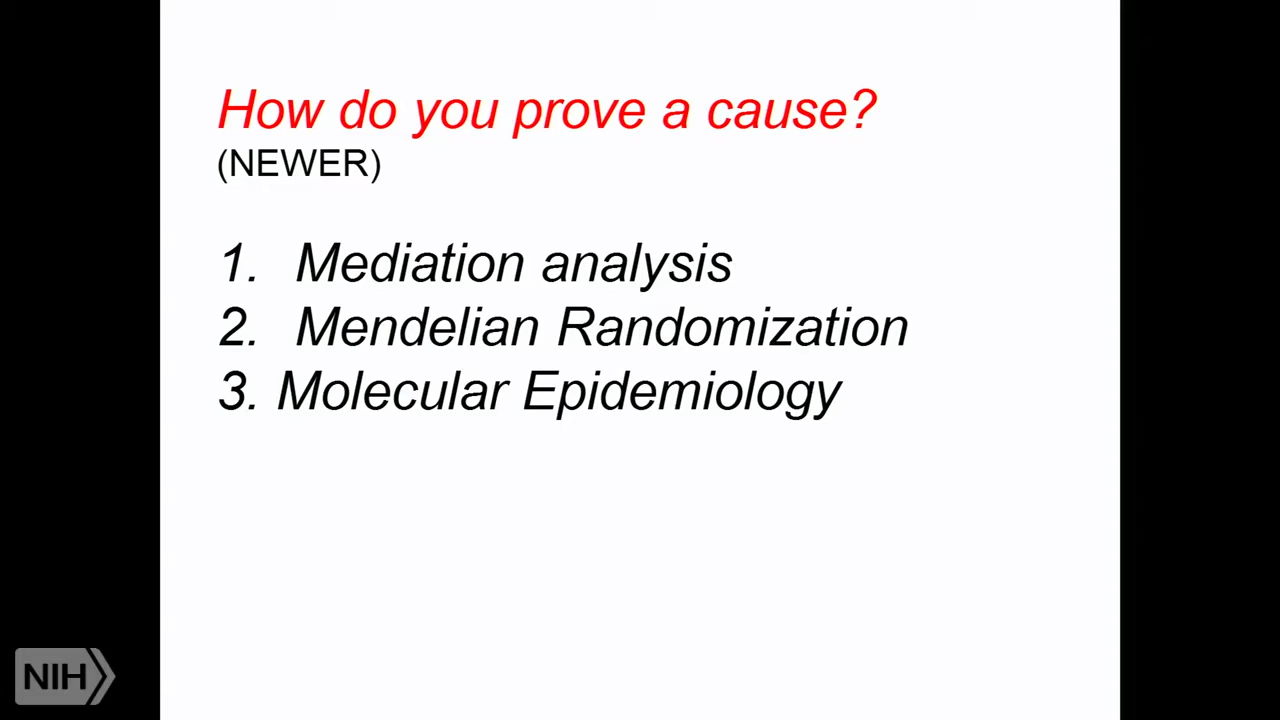 How do you prove a cause?
(NEWER)
1. Mediation analysis
2. Mendelian Randomization
3. Molecular Epidemiology
NIH